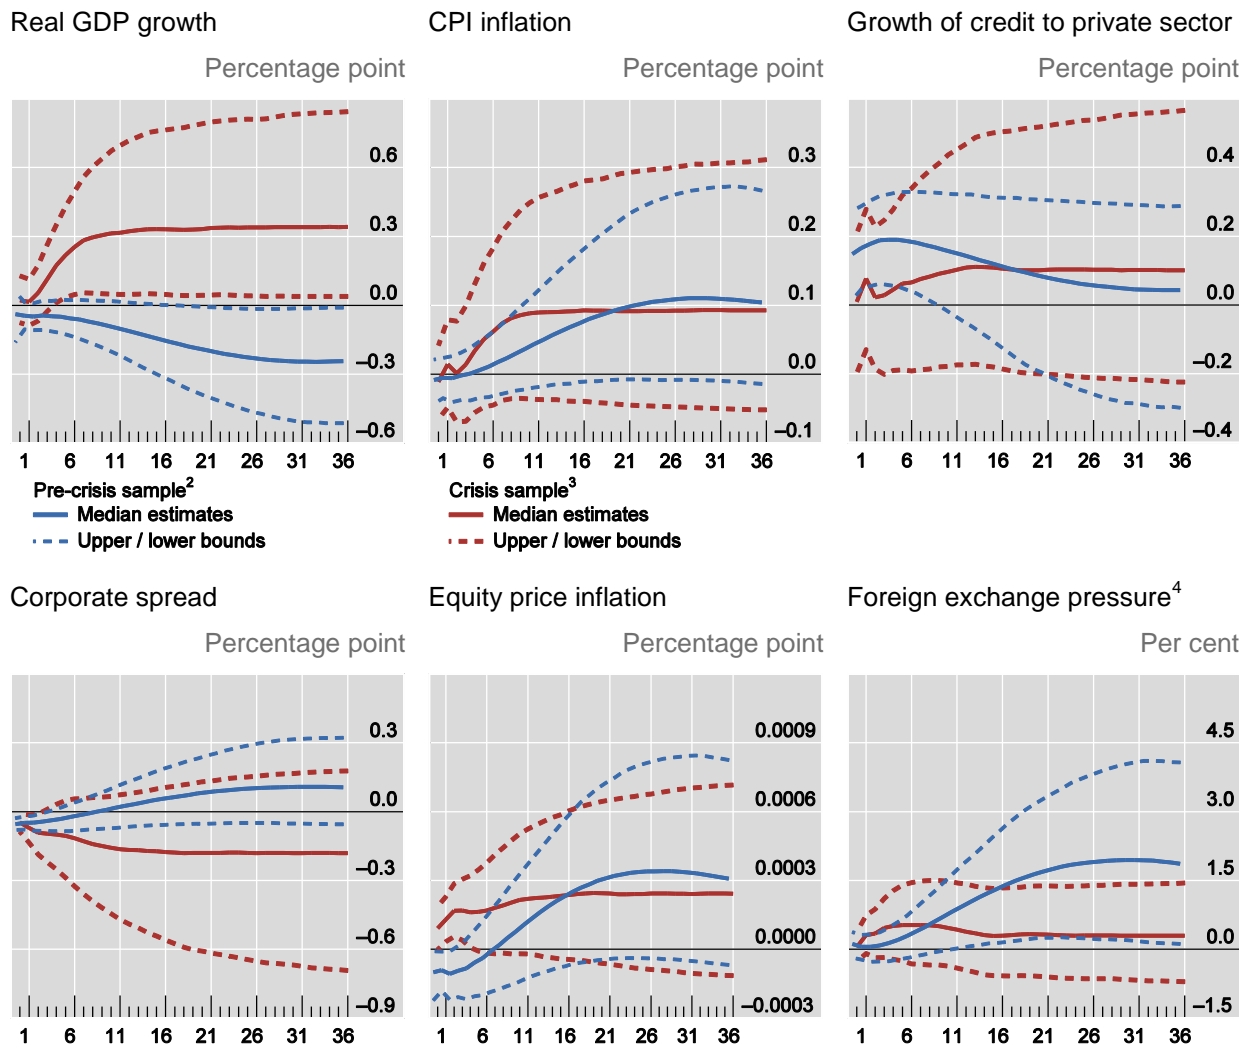 Real GDP growth
Percentage point
0.6
0.3
0.0
–0.3
–0.6
1 6 11 16 21 26 31 36
CPI inflation
Percentage point
0.3
0.2
0.1
0.0
–0.1
1 6 11 16 21 26 31 36
Growth of credit to private sector
Percentage point
0.4
0.2
0.0
–0.2
–0.4
1 6 11 16 21 26 31 36
Pre-crisis sample²
Median estimates
Upper / lower bounds
Crisis sample³
Median estimates
Upper / lower bounds
Corporate spread
Percentage point
0.3
0.0
–0.3
–0.6
–0.9
1 6 11 16 21 26 31 36
Equity price inflation
Percentage point
0.0009
0.0006
0.0003
0.0000
–0.0003
1 6 11 16 21 26 31 36
Foreign exchange pressure⁴
Per cent
4.5
3.0
1.5
0.0
–1.5
1 6 11 16 21 26 31 36